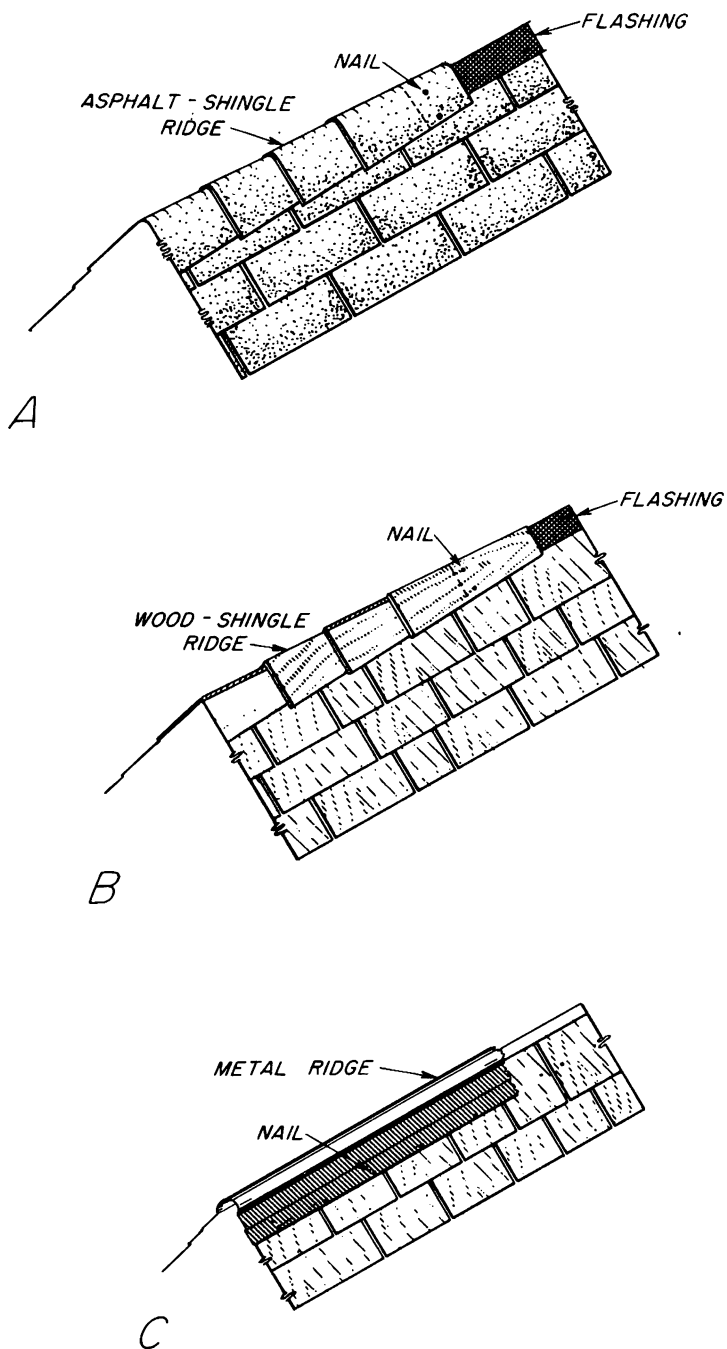 FLASHING
NAIL
ASPHALT - SHINGLE
RIDGE
A
FLASHING
NAIL
WOOD - SHINGLE
RIDGE
B
METAL RIDGE
NAIL
C